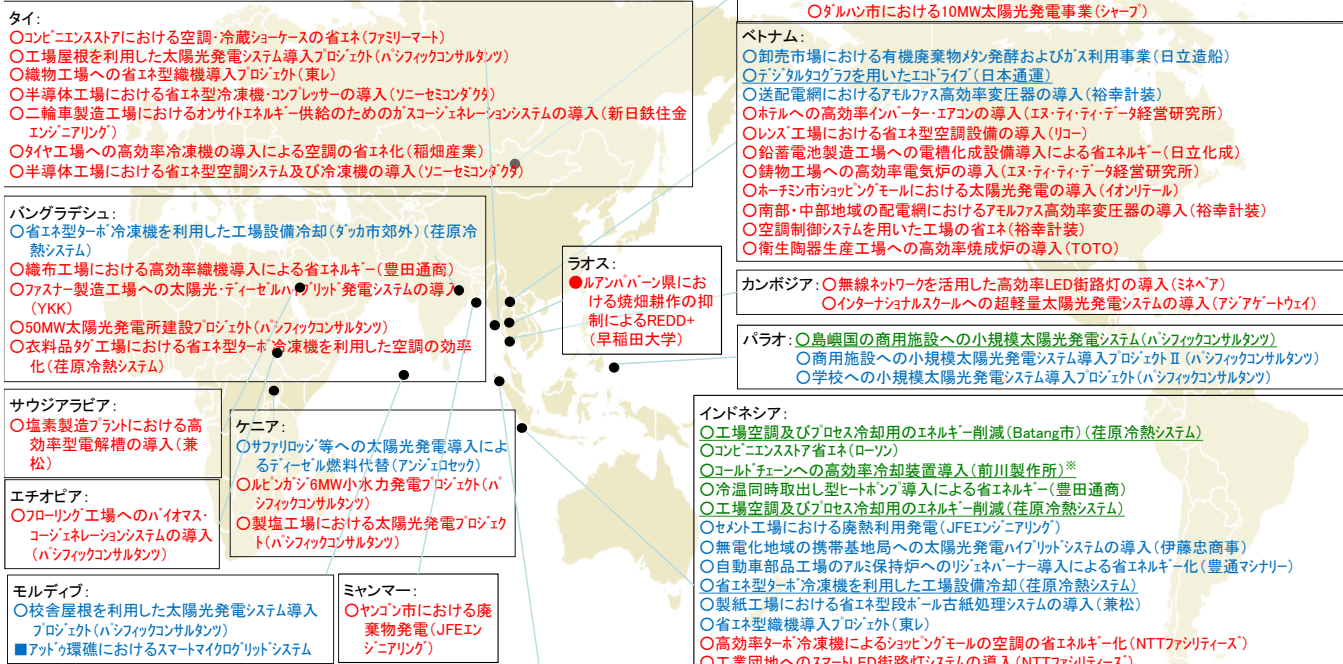 ○ダルハン市における10MW太陽光発電事業(シャープ)
タイ:
○コンビニエンスストアにおける空調・冷蔵ショーケースの省エネ(ファミリーマート)
○工場屋根を利用した太陽光発電システム導入プロジェクト(パシフィックコンサルタンツ)
○織物工場への省エネ型織機導入プロジェクト(東レ)
○半導体工場における省エネ型冷凍機・コンプレッサーの導入(ソニーセミコンダクタ)
○二輪車製造工場におけるオンサイトエネルギー供給のためのガスコージェネレーションシステムの導入(新日鉄住金
エンジニアリング)
○タイヤ工場への高効率冷凍機の導入による空調の省エネ化(稲畑産業)
○半導体工場における省エネ型空調システム及び冷凍機の導入(ソニーセミコンダクタ)
ベトナム:
○卸売市場における有機廃棄物メタン発酵およびガス利用事業(日立造船)
○デジタルタコグラフを用いたエコドライブ(日本通運)
○送配電網におけるアモルファス高効率変圧器の導入(裕幸計装)
○ホテルへの高効率インバーター・エアコンの導入(エヌ・ティ・ティ・データ経営研究所)
○レンズ工場における省エネ型空調設備の導入(リコー)
○鉛蓄電池製造工場への電槽化成設備導入による省エネルギー(日立化成)
○鋳物工場への高効率電気炉の導入(エヌ・ティ・ティ・データ経営研究所)
○ホーチミン市ショッピングモールにおける太陽光発電の導入(イオンリテール)
○南部・中部地域の配電網におけるアモルファス高効率変圧器の導入(裕幸計装)
○空調制御システムを用いた工場の省エネ(裕幸計装)
○衛生陶器生産工場への高効率焼成炉の導入(TOTO)
バングラデシュ:
○省エネ型ターボ冷凍機を利用した工場設備冷却(ダッカ市郊外)(荏原冷
熱システム)
○織布工場における高効率織機導入による省エネルギー(豊田通商)
○ファスナー製造工場への太陽光・ディーゼルハイブリッド発電システムの導入
(YKK)
○50MW太陽光発電所建設プロジェクト(パシフィックコンサルタンツ)
○衣料品タグ工場における省エネ型ターボ冷凍機を利用した空調の効率
化(荏原冷熱システム)
ラオス:
●ルアンパバーン県にお
ける焼畑耕作の抑
制によるREDD+
(早稲田大学)
カンボジア:○無線ネットワークを活用した高効率LED街路灯の導入(ミネベア)
○インターナショナルスクールへの超軽量太陽光発電システムの導入(アジアゲートウェイ)
パラオ:○島嶼国の商用施設への小規模太陽光発電システム(パシフィックコンサルタンツ)
○商用施設への小規模太陽光発電システム導入プロジェクトⅡ(パシフィックコンサルタンツ)
○学校への小規模太陽光発電システム導入プロジェクト(パシフィックコンサルタンツ)
サウジアラビア:
○塩素製造プラントにおける高
効率型電解槽の導入(兼
松)
ケニア:
○サファリロッジ等への太陽光発電導入によ
るディーゼル燃料代替(アンジェロセック)
○ルピンガジ6MW小水力発電プロジェクト(パ
シフィックコンサルタンツ)
○製塩工場における太陽光発電プロジェク
ト(パシフィックコンサルタンツ)
エチオピア:
○フローリング工場へのバイオマス・
コージェネレーションシステムの導入
(パシフィックコンサルタンツ)
モルディブ:
○校舎屋根を利用した太陽光発電システム導入
プロジェクト(パシフィックコンサルタンツ)
■アッドゥ環礁におけるスマートマイクログリッドシステム
ミャンマー:
○ヤンゴン市における廃
棄物発電(JFEエン
ジニアリング)
インドネシア:
○工場空調及びプロセス冷却用のエネルギー削減(Batang市)(荏原冷熱システム)
○コンビニエンスストア省エネ(ローソン)
○コールドチェーンへの高効率冷却装置導入(前川製作所)※
○冷温同時取出し型ヒートポンプ導入による省エネルギー(豊田通商)
○工場空調及びプロセス冷却用のエネルギー削減(荏原冷熱システム)
○セメント工場における廃熱利用発電(JFEエンジニアリング)
○無電化地域の携帯基地局への太陽光発電ハイブリッドシステムの導入(伊藤忠商事)
○自動車部品工場のアルミ保持炉へのリジェネバーナー導入による省エネルギー化(豊通マシナリー)
○省エネ型ターボ冷凍機を利用した工場設備冷却(荏原冷熱システム)
○製紙工場における省エネ型段ボール古紙処理システムの導入(兼松)
○省エネ型織機導入プロジェクト(東レ)
○高効率ターボ冷凍機によるショッピングモールの空調の省エネルギー化(NTTファシリティーズ)
○工業団地へのスマートLED街路灯システムの導入(NTTファシリティーズ)